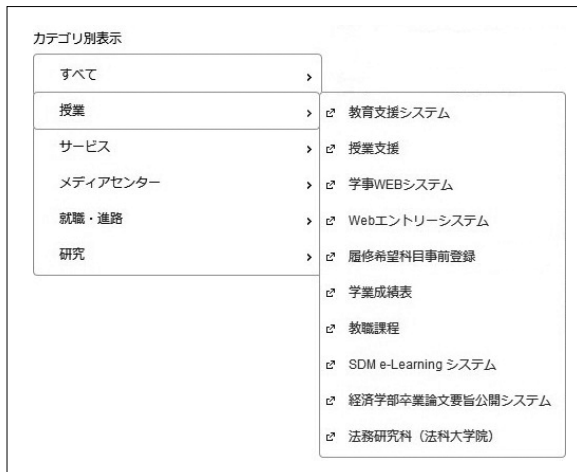 カテゴリ別表示
すべて
授業
サービス
メディアセンター
就職・進路
研究
教育支援システム
授業支援
学事WEBシステム
Webエントリーシステム
履修希望科目事前登録
学業成績表
教職課程
SDM e-Learning システム
経済学部卒業論文要旨公開システム
法務研究科（法科大学院）